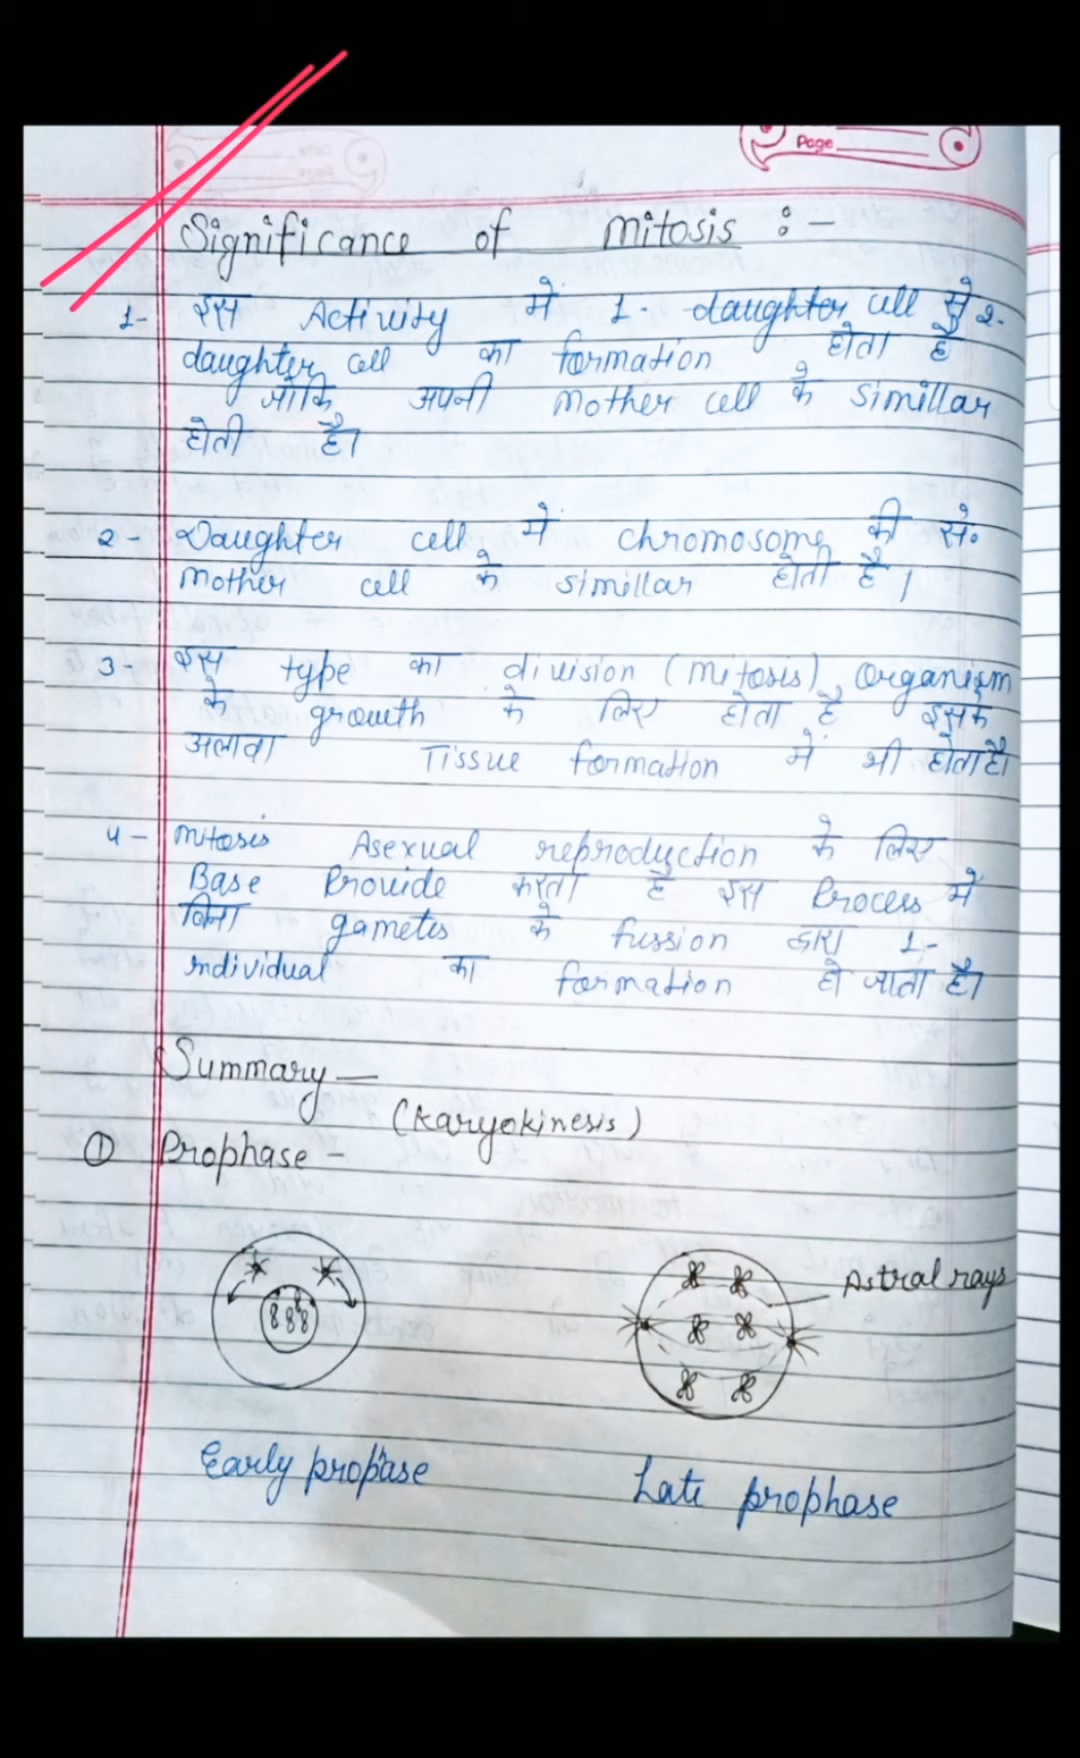 Page
Significance of mitosis :-
1- इस Activity में 1. daughter cell से 2.
daughter cell का formation होता है
जोकि अपनी mother cell के simillar
होती है।
2- Daughter cell में chromosome की सं.
mother cell के simillar होती है।
3- इस type का division (mitosis) Organism
के growth के लिए होता है इसके
अलावा Tissue formation में भी होता है।
4- mitosis Asexual reproduction के लिए
Base Provide करता है इस Process में
बिना gametes के fussion द्वारा 1-
individual का formation हो जाता है।
Summary —
(Karyokinesis)
① Prophase -
Astral rays
Early propase
Late prophase